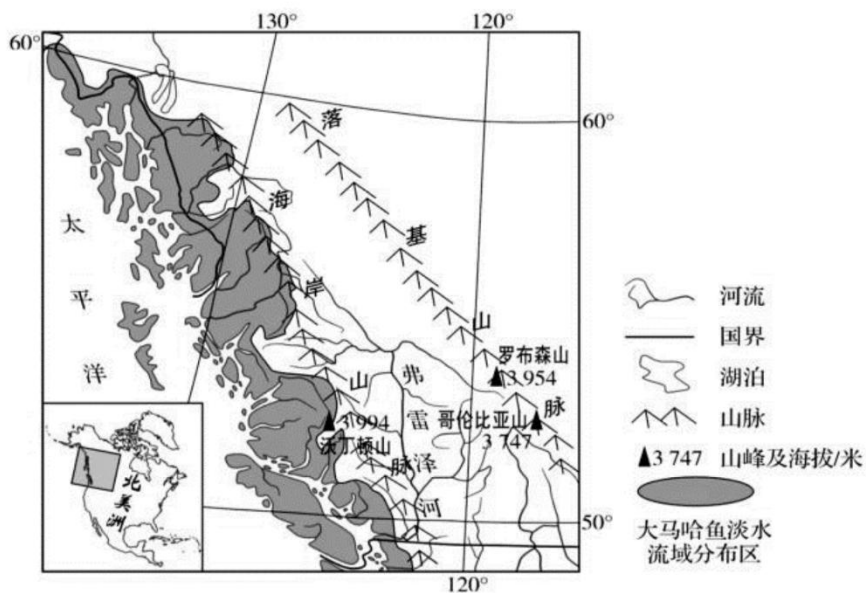 130°
120°
60°
60°
落
基
山
脉
海
岸
山
脉
太
平
洋
罗布森山
3 954
弗
雷
泽
河
3 994
沃丁顿山
哥伦比亚山
3 747
50°
120°
北
美
洲
河流
国界
湖泊
山脉
3 747 山峰及海拔/米
大马哈鱼淡水
流域分布区